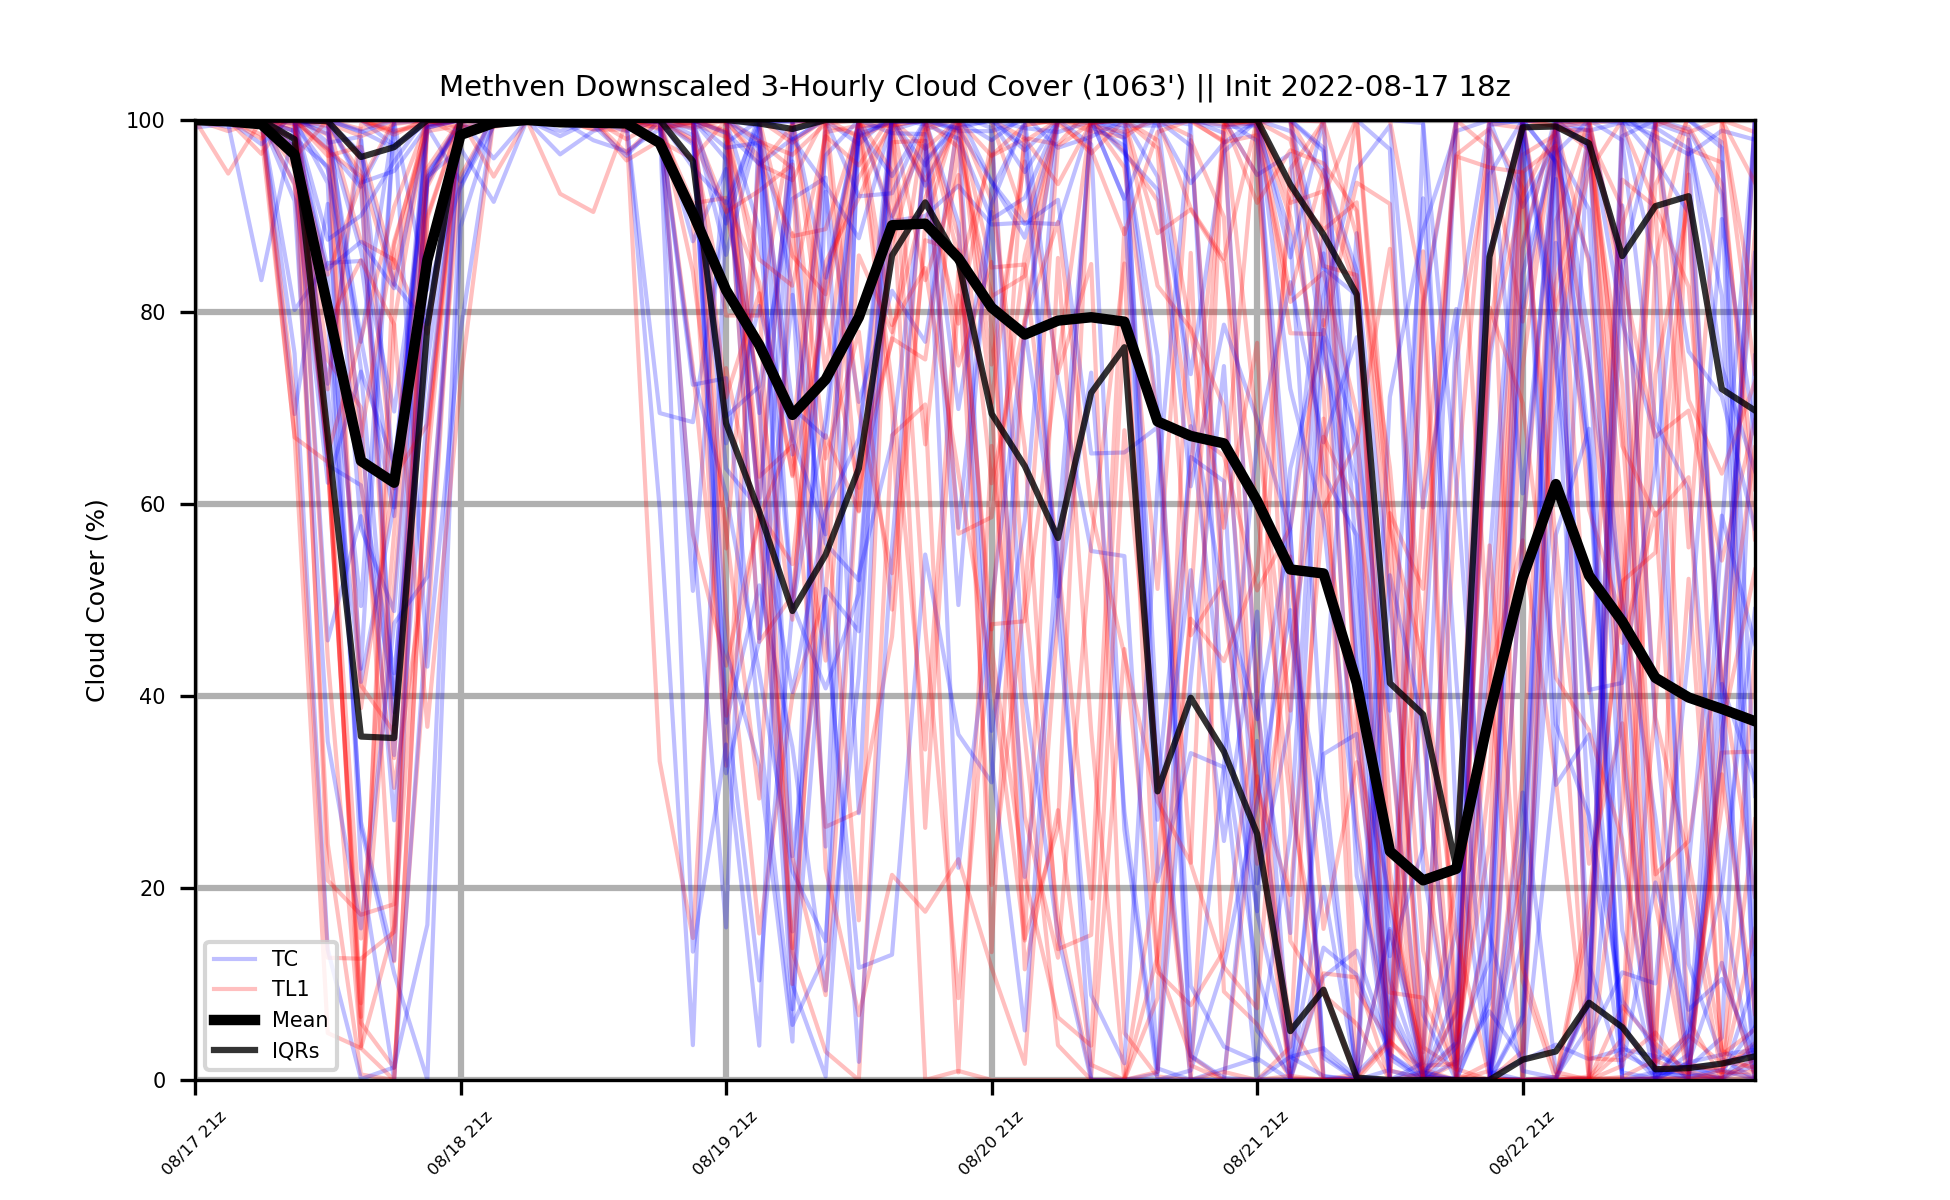 Methven Downscaled 3-Hourly Cloud Cover (1063') || Init 2022-08-17 18z
Cloud Cover (%)
100
80
60
40
20
0
TC
TL1
Mean
IQRs
08/17 21z
08/18 21z
08/19 21z
08/20 21z
08/21 21z
08/22 21z